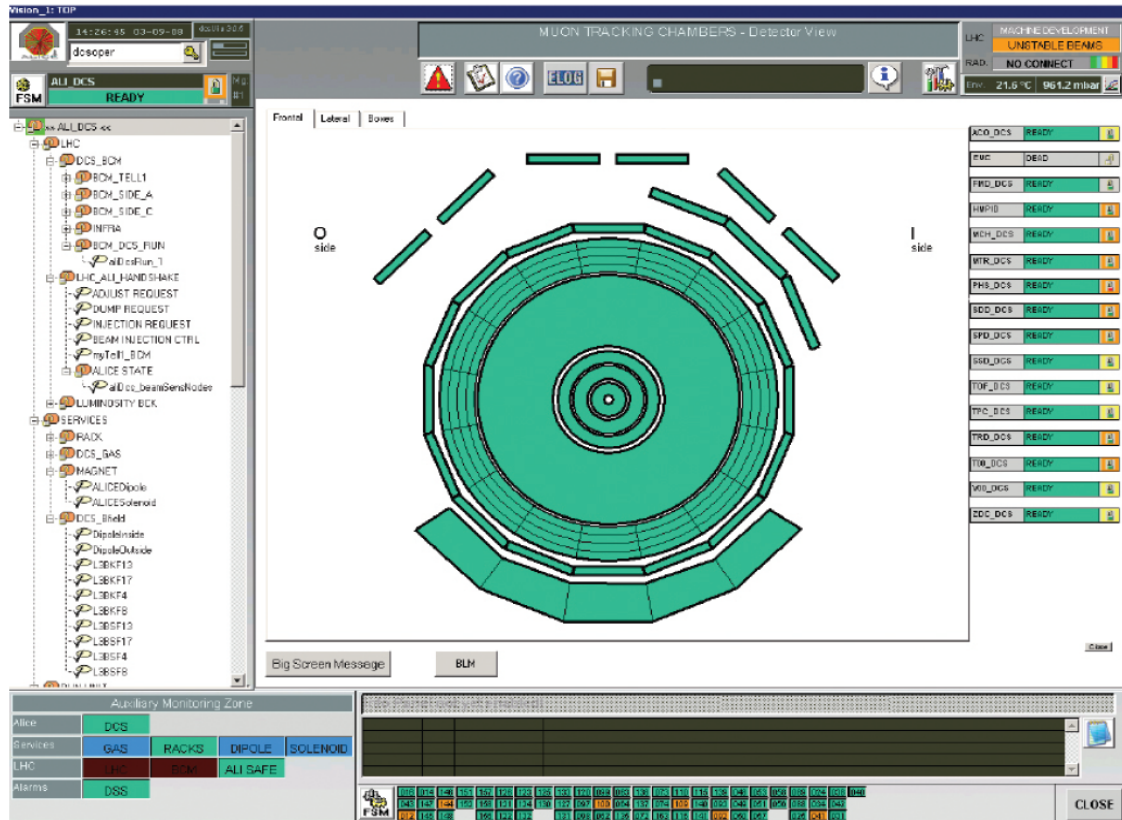 Vision_1: TOP
14:26:48 03-09-08
dcsoper
ALI_DCS
READY
FSM
MUON TRACKING CHAMBERS - Detector View
ELOG
LHC
MACHINE DEVELOPMENT
UNSTABLE BEAMS
RAD.
NO CONNECT
Env.
21.6 °C
961.2 mbar
>> ALI_DCS <<
LHC
DCS_BCM
BCM_TELL1
BCM_SIDE_A
BCM_SIDE_C
INFRA
BCM_DCS_RUN
aliDcsRun_1
LHC_ALI_HANDSHAKE
ADJUST REQUEST
DUMP REQUEST
INJECTION REQUEST
BEAM INJECTION CTRL
myTell1_BCM
ALICE STATE
aliDcs_beamSensNodes
LUMINOSITY BCK
SERVICES
RACK
DCS_GAS
MAGNET
ALICEDipole
ALICESolenoid
DCS_Bfield
DipoleInside
DipoleOutside
L3BKF13
L3BKF17
L3BKF4
L3BKF8
L3BSF13
L3BSF17
L3BSF4
L3BSF8
Frontal
Lateral
Boxes
O
side
I
side
ACO_DCS READY
EMC DEAD
PMD_DCS READY
HMPID READY
MCH_DCS READY
MTR_DCS READY
PHS_DCS READY
SDD_DCS READY
SPD_DCS READY
SSD_DCS READY
TOF_DCS READY
TPC_DCS READY
TRD_DCS READY
T00_DCS READY
V00_DCS READY
ZDC_DCS READY
Close
Big Screen Message
BLM
Auxiliary Monitoring Zone
Alice
DCS
Services
GAS
RACKS
DIPOLE
SOLENOID
LHC
LHC
BCM
ALI SAFE
Alarms
DSS
FSM
CLOSE